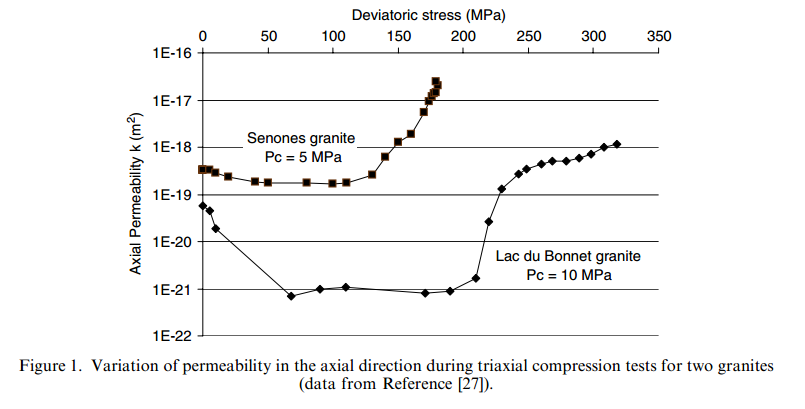 Deviatoric stress (MPa)
0 50 100 150 200 250 300 350
1E-16
1E-17
1E-18
1E-19
1E-20
1E-21
1E-22
Axial Permeability k (m²)
Senones granite
Pc = 5 MPa
Lac du Bonnet granite
Pc = 10 MPa
Figure 1. Variation of permeability in the axial direction during triaxial compression tests for two granites
(data from Reference [27]).